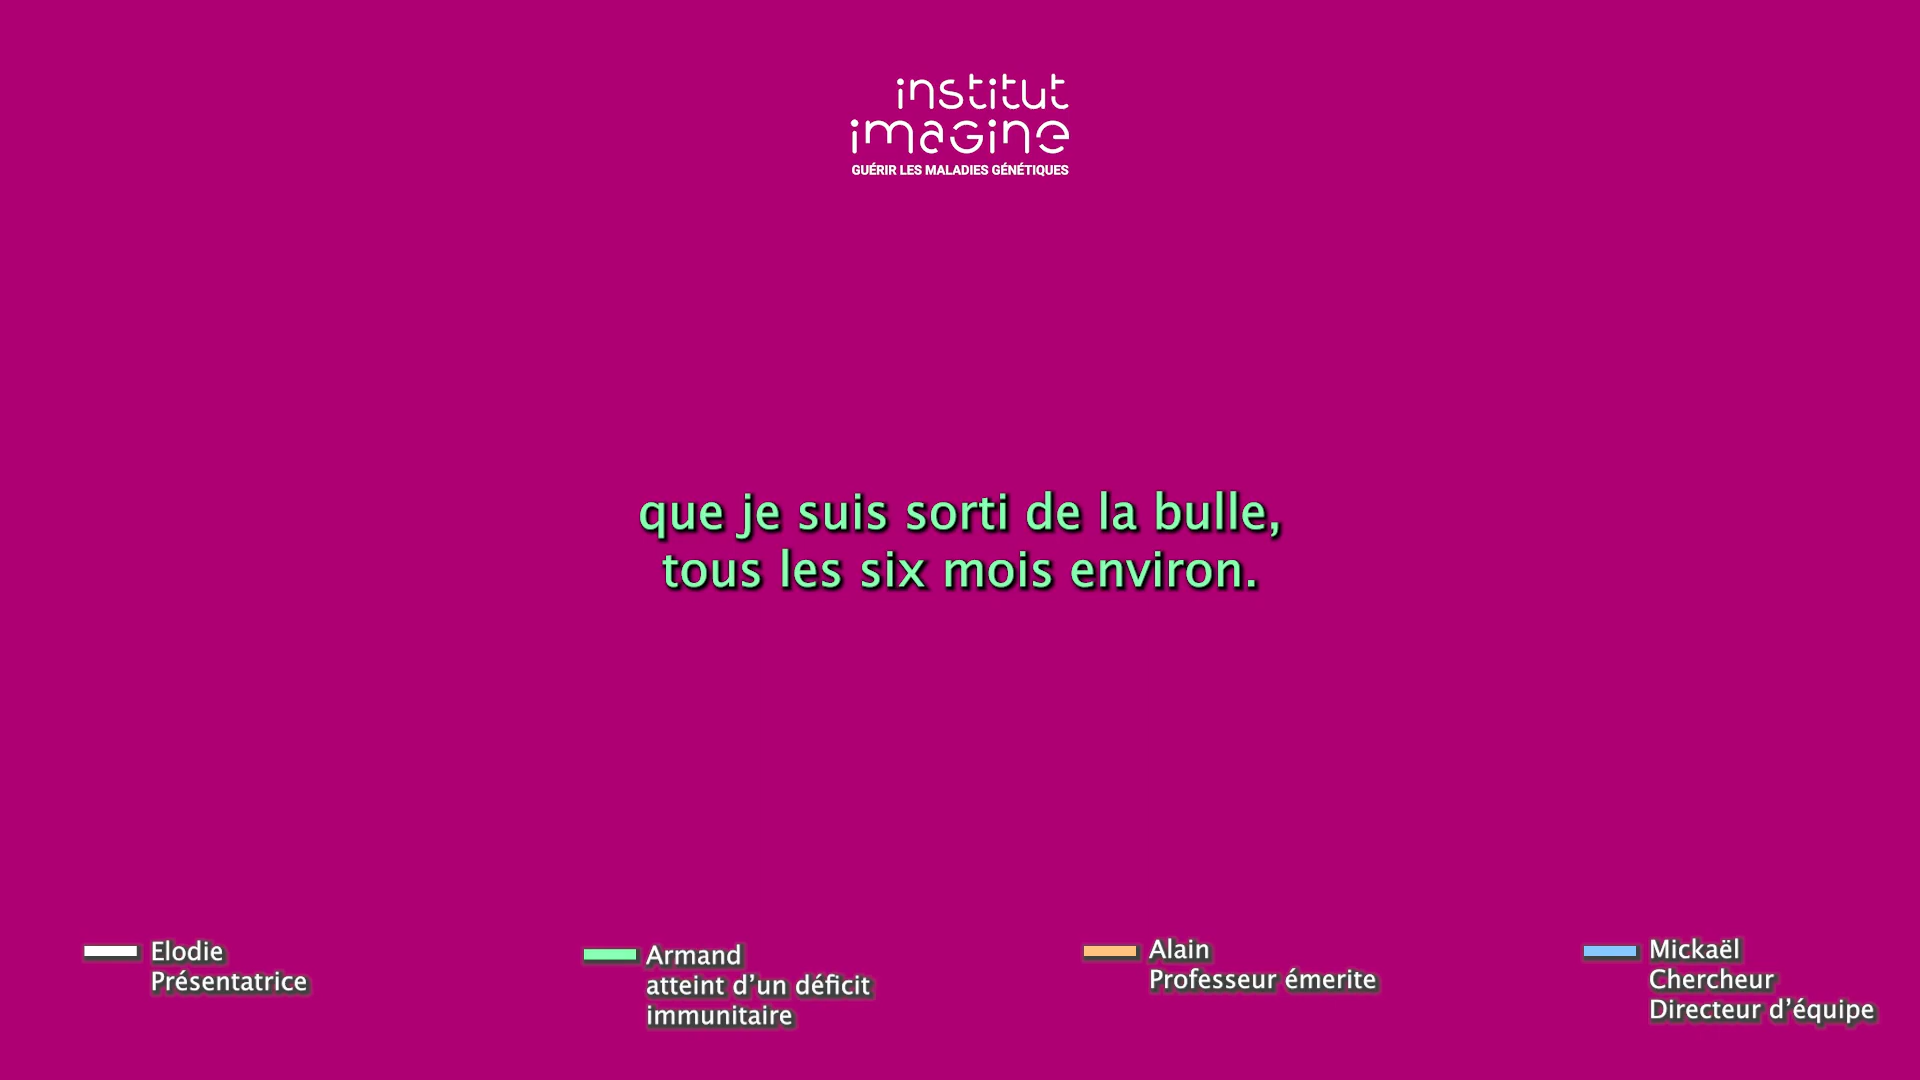 institut
imagine
GUÉRIR LES MALADIES GÉNÉTIQUES
que je suis sorti de la bulle,
tous les six mois environ.
Elodie
Présentatrice
Armand
atteint d'un déficit
immunitaire
Alain
Professeur émerite
Mickaël
Chercheur
Directeur d'équipe